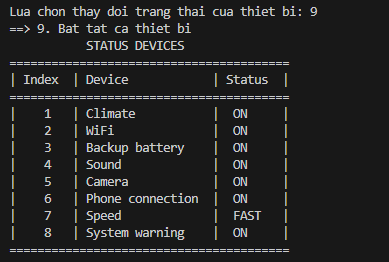 Lua chon thay doi trang thai cua thiet bi: 9
==> 9. Bat tat ca thiet bi
STATUS DEVICES
========================================
| Index | Device | Status |
========================================
| 1 | Climate | ON |
| 2 | WiFi | ON |
| 3 | Backup battery | ON |
| 4 | Sound | ON |
| 5 | Camera | ON |
| 6 | Phone connection | ON |
| 7 | Speed | FAST |
| 8 | System warning | ON |
========================================